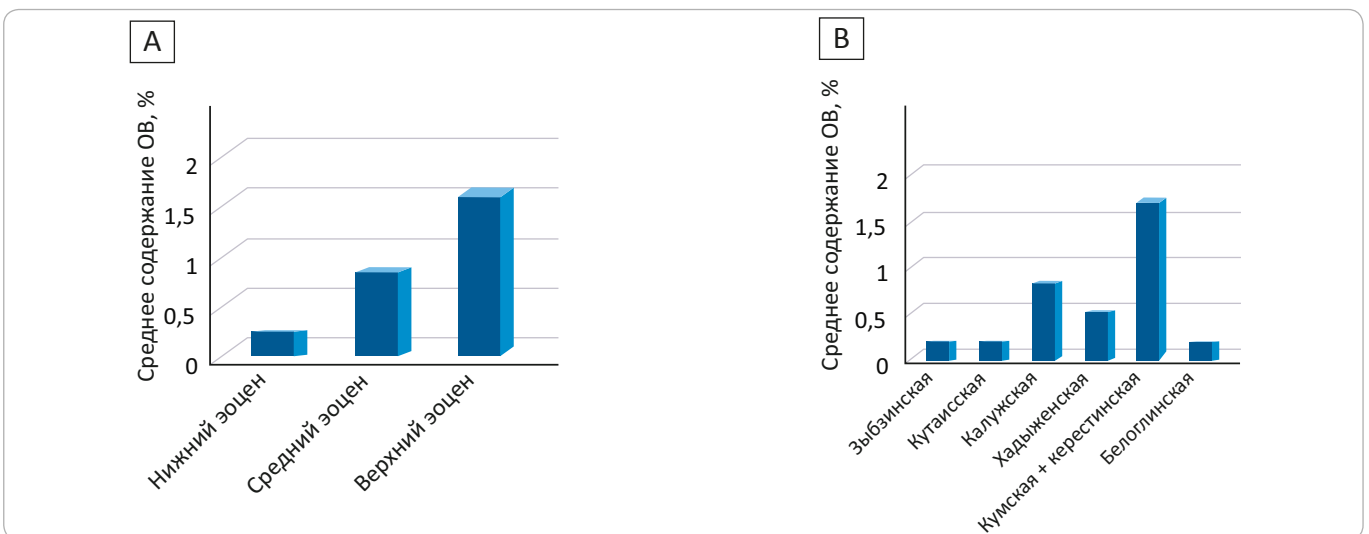 A
Среднее содержание ОВ, %
2
1,5
1
0,5
0
Нижний эоцен
Средний эоцен
Верхний эоцен
B
Среднее содержание ОВ, %
2
1,5
1
0,5
0
Зыбзинская
Кутаисская
Калужская
Хадыженская
Кумская + керестинская
Белоглинская